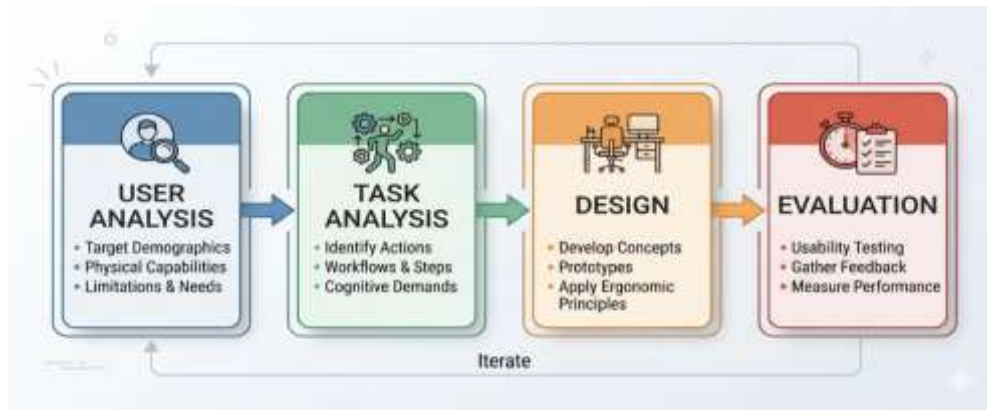 USER
ANALYSIS
• Target Demographics
• Physical Capabilities
• Limitations & Needs
TASK
ANALYSIS
• Identify Actions
• Workflows & Steps
• Cognitive Demands
DESIGN
• Develop Concepts
• Prototypes
• Apply Ergonomic
Principles
EVALUATION
• Usability Testing
• Gather Feedback
• Measure Performance
Iterate